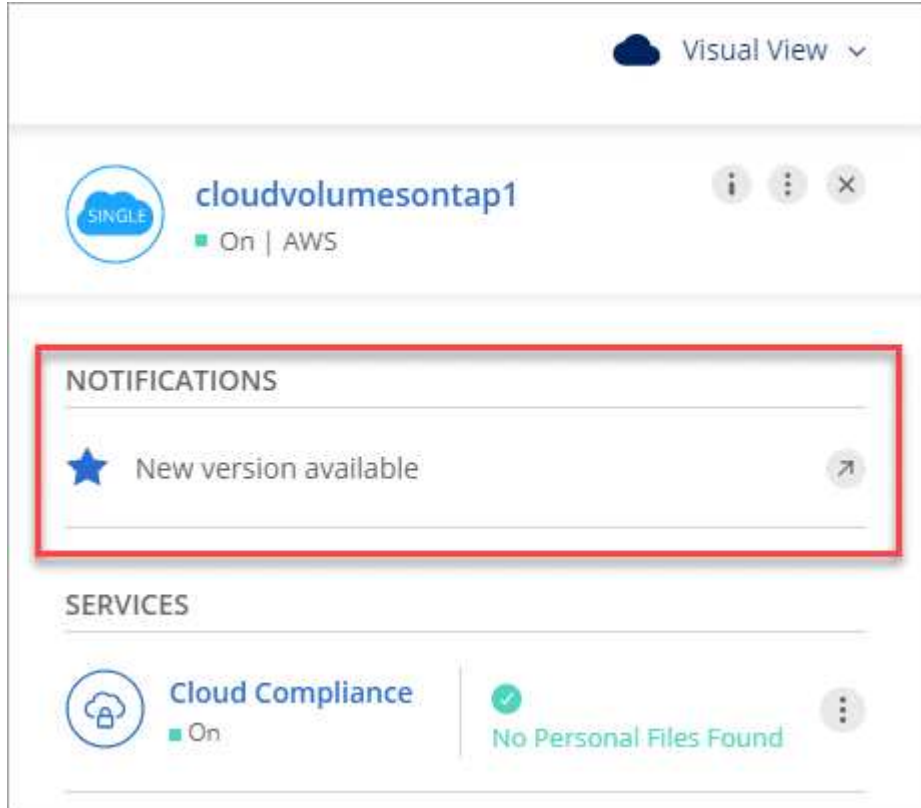 Visual View
SINGLE
cloudvolumesontap1
On | AWS
NOTIFICATIONS
New version available
SERVICES
Cloud Compliance
On
No Personal Files Found